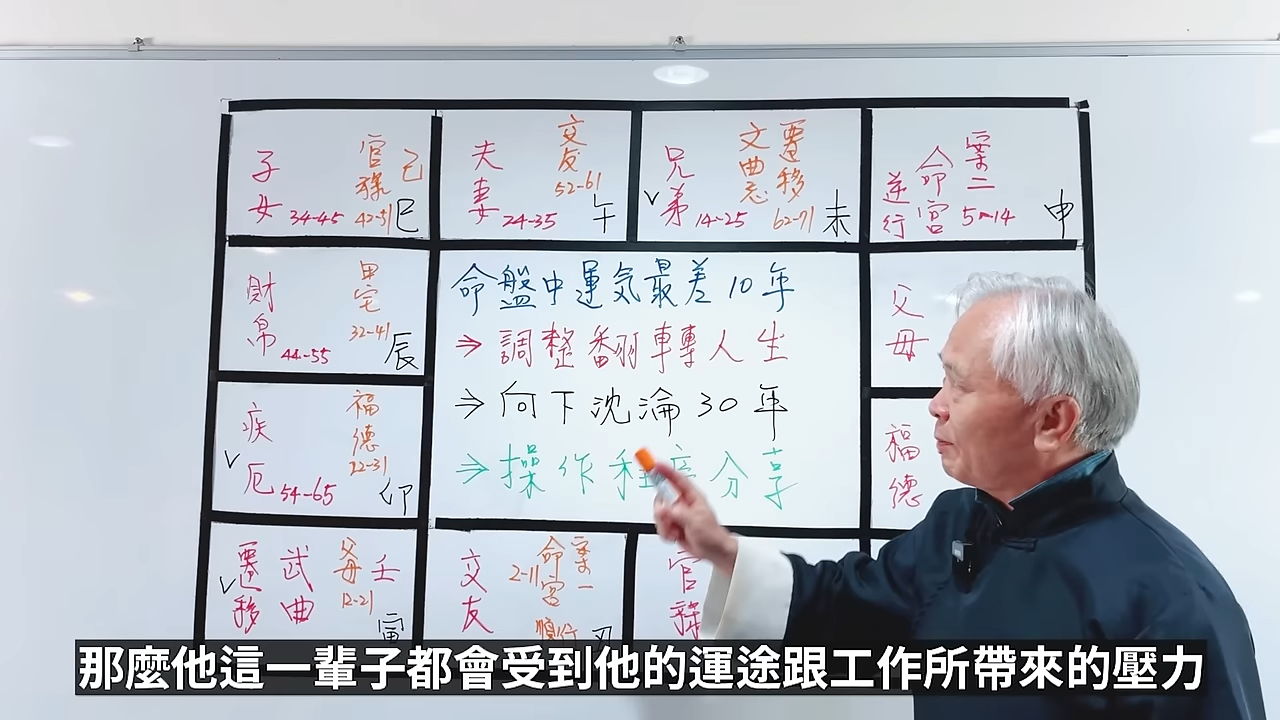 子女 34-45
官祿 42-51
己
巳
夫妻 24-35
交友 52-61
午
兄弟 14-25
文曲忌
遷移 62-71
未
案二
命宮 5-14
逆行
申
財帛 44-55
田宅 32-41
辰
命盤中運気最差10年
⇒調整翻轉人生
⇒向下沈淪30年
⇒操作程序分享
父母
疾厄 54-65
福德 22-31
卯
福德
遷移
武曲
父母 12-21
壬
寅
交友
案一
命宮 2-11
順行
丑
官祿
那麼他這一輩子都會受到他的運途跟工作所帶來的壓力